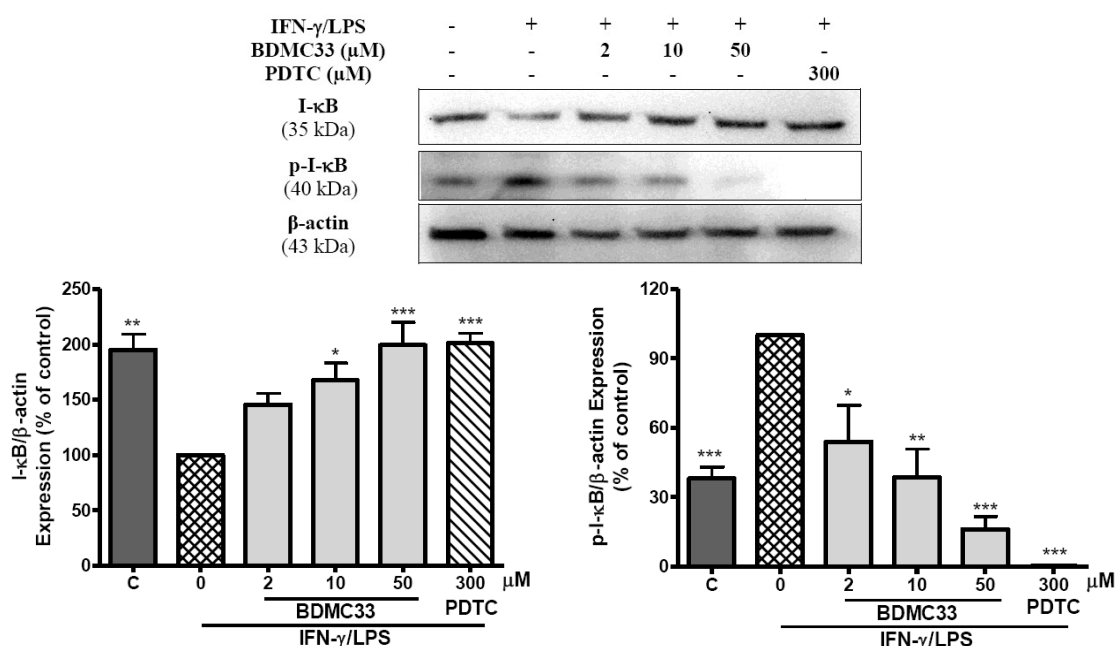 IFN-γ/LPS - + + + + +
BDMC33 (µM) - - 2 10 50 -
PDTC (µM) - - - - - 300
I-κB
(35 kDa)
p-I-κB
(40 kDa)
β-actin
(43 kDa)
I-κB/β-actin
Expression (% of control)
250
200
150
100
50
0
**
*
***
***
C 0 2 10 50 300 µM
BDMC33 PDTC
IFN-γ/LPS
p-I-κB/β-actin Expression
(% of control)
120
90
60
30
0
***
*
**
***
***
C 0 2 10 50 300 µM
BDMC33 PDTC
IFN-γ/LPS